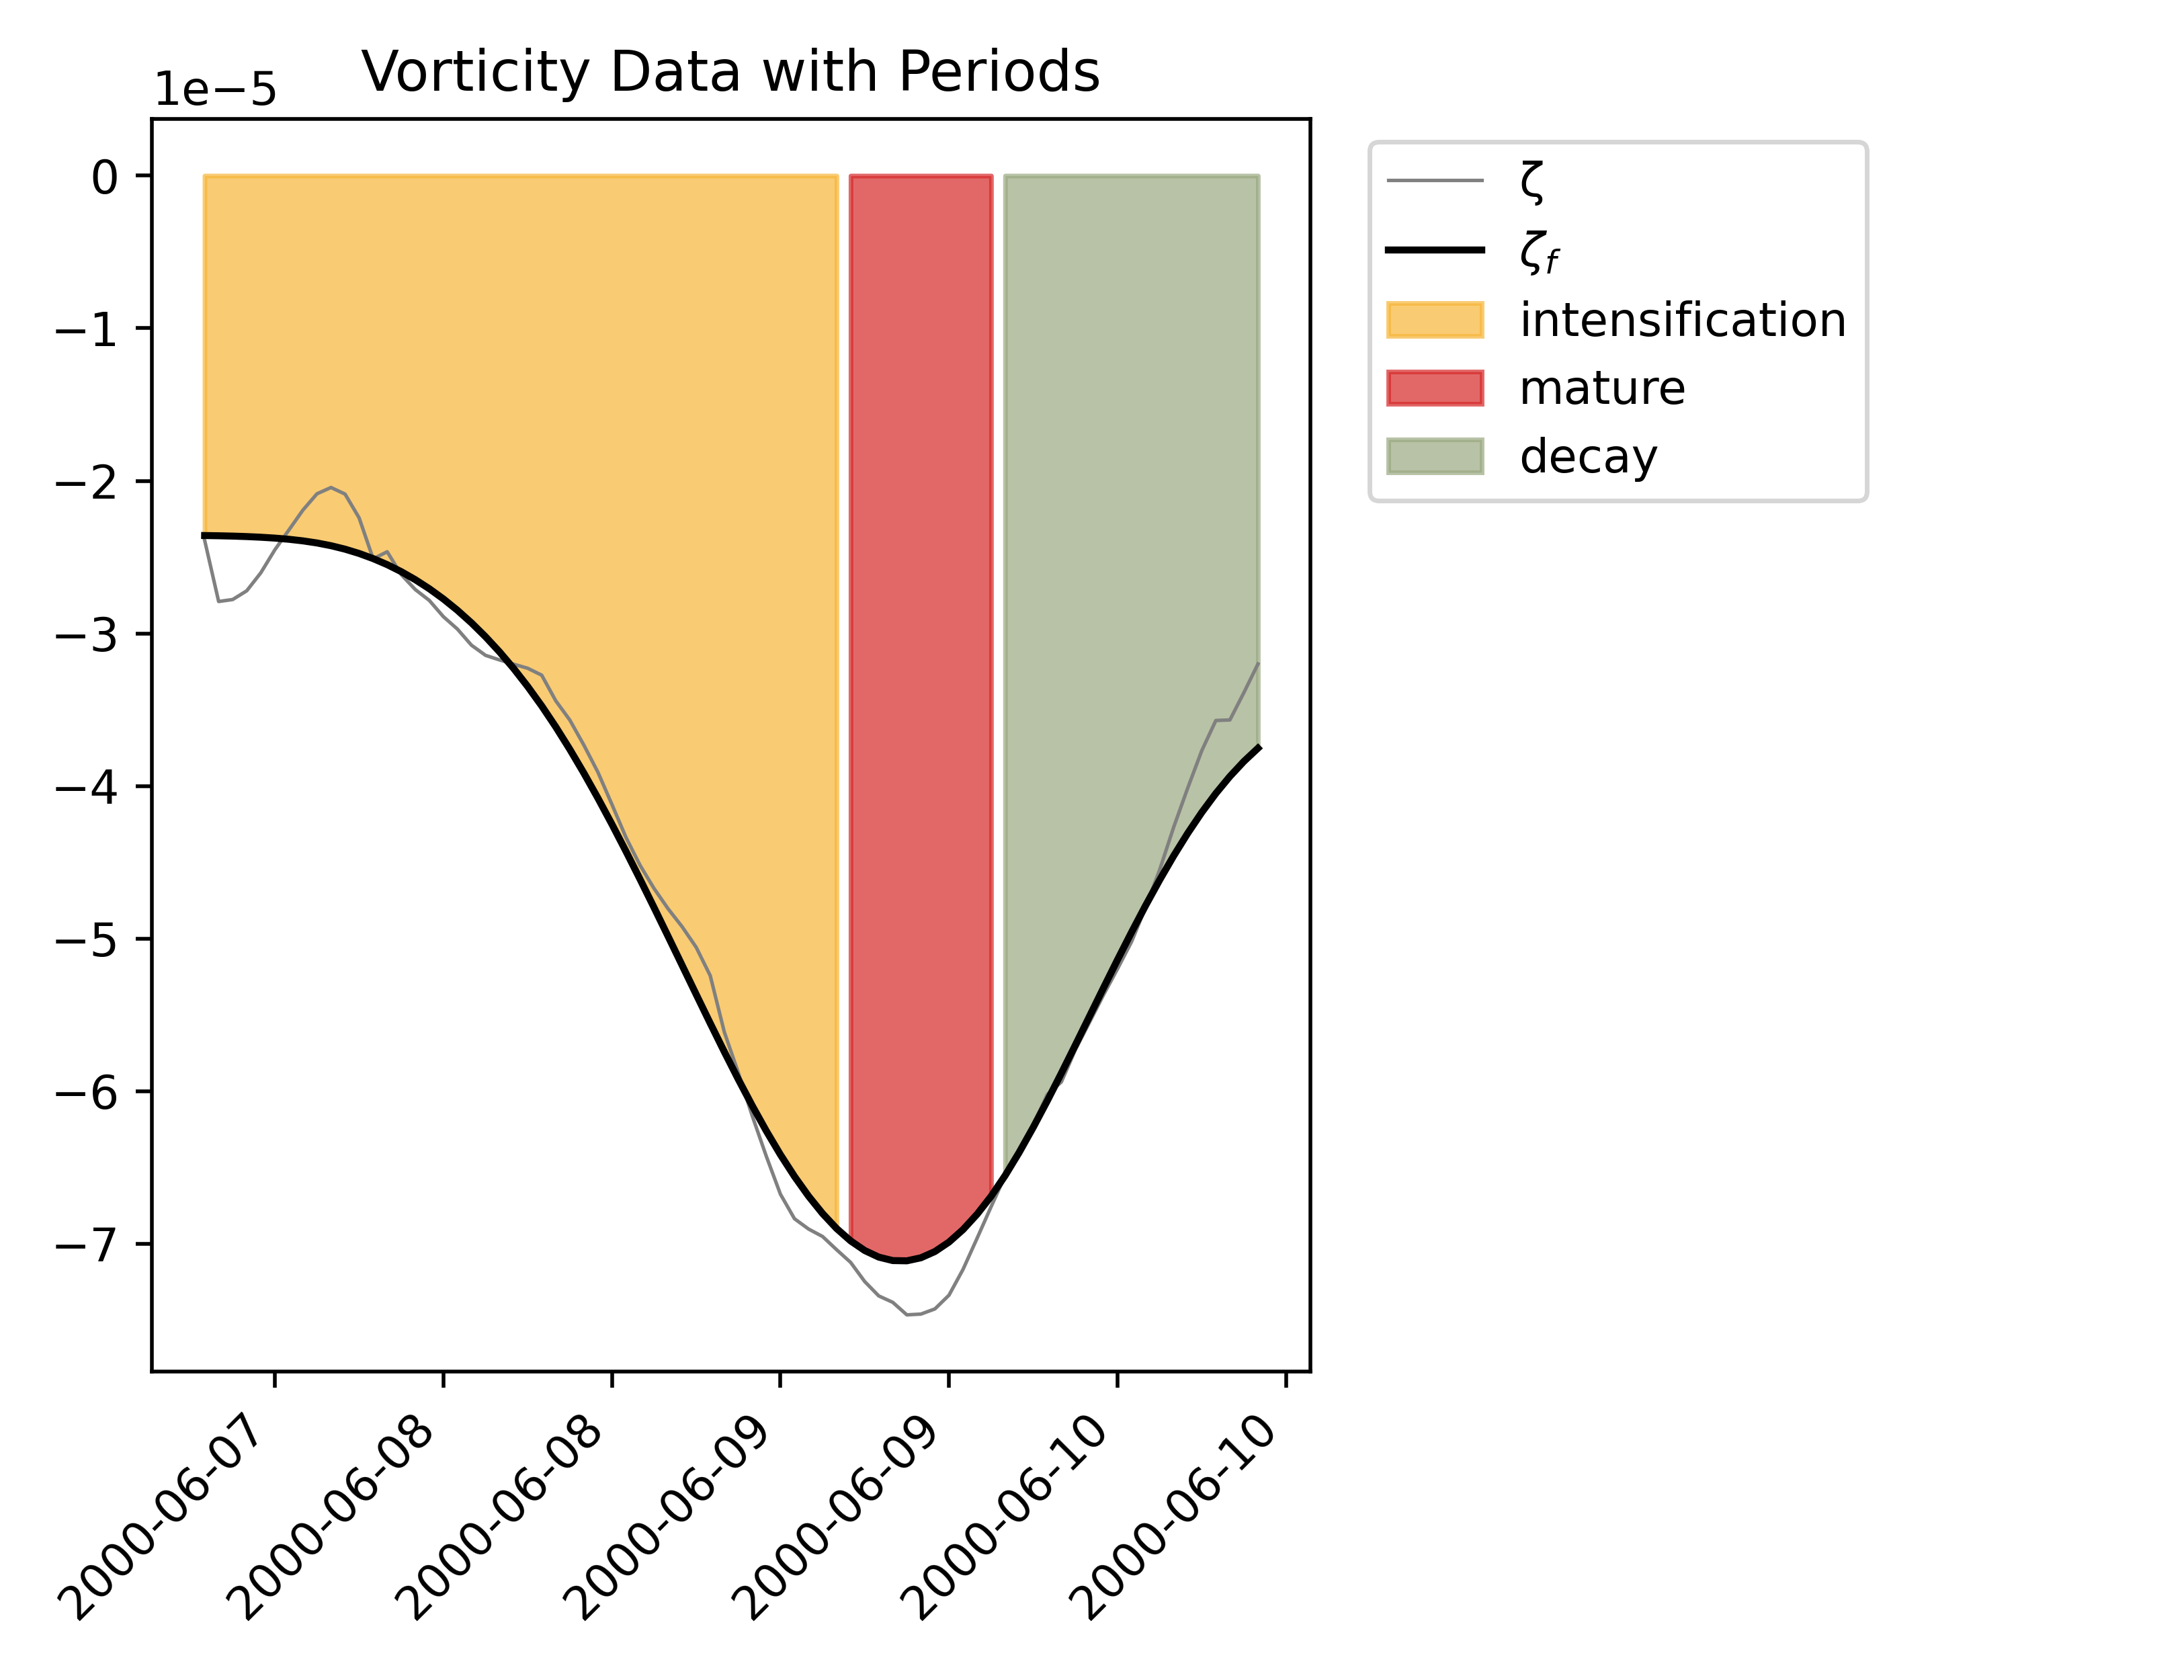 Vorticity Data with Periods
1e−5
0
−1
−2
−3
−4
−5
−6
−7
2000-06-07
2000-06-08
2000-06-08
2000-06-09
2000-06-09
2000-06-10
2000-06-10
ζ
ζf
intensification
mature
decay